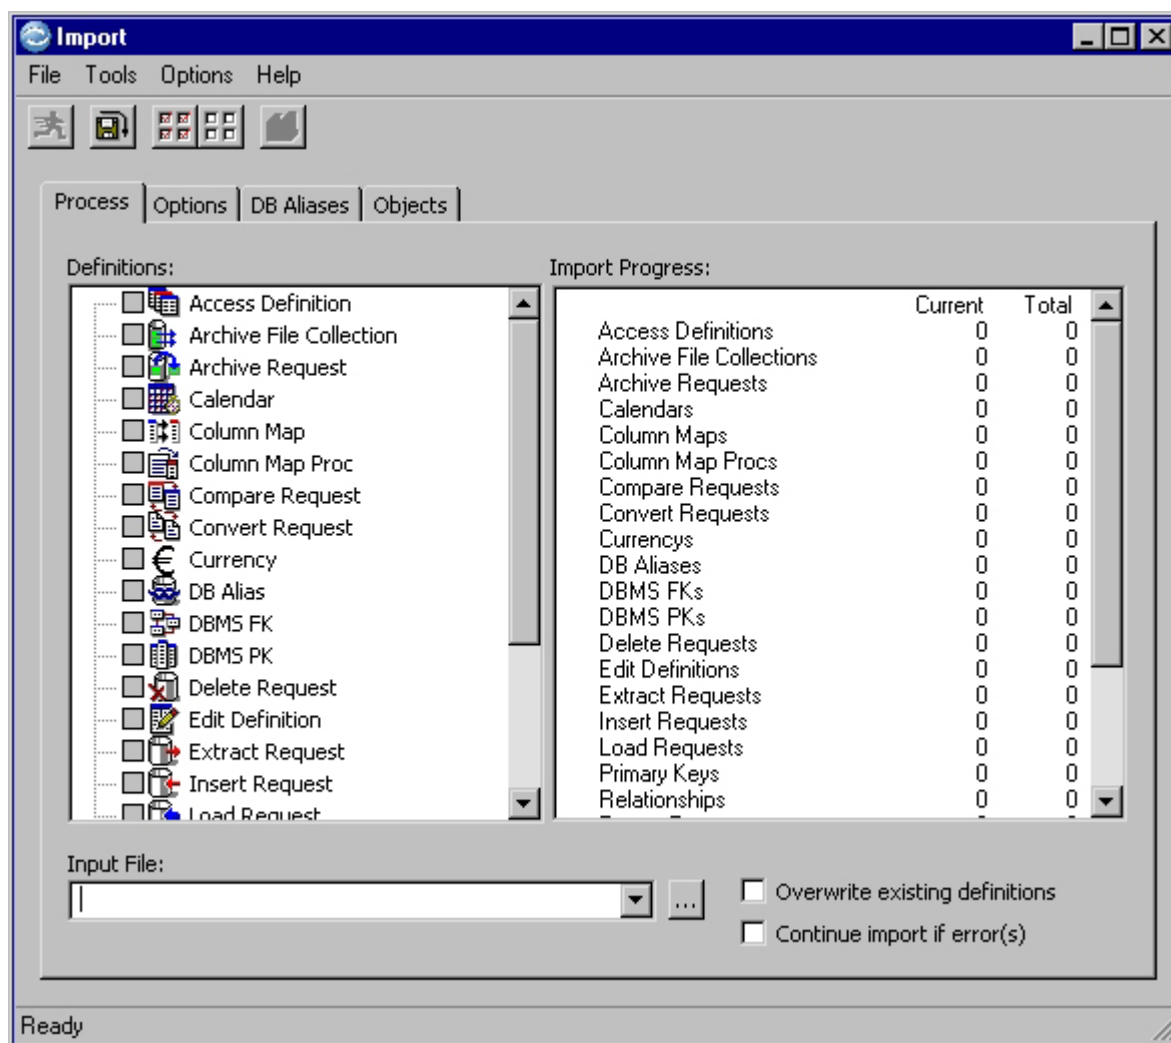 Import
File Tools Options Help
Process Options DB Aliases Objects
Definitions:
Access Definition
Archive File Collection
Archive Request
Calendar
Column Map
Column Map Proc
Compare Request
Convert Request
Currency
DB Alias
DBMS FK
DBMS PK
Delete Request
Edit Definition
Extract Request
Insert Request
Load Request
Import Progress:
Current Total
Access Definitions 0 0
Archive File Collections 0 0
Archive Requests 0 0
Calendars 0 0
Column Maps 0 0
Column Map Procs 0 0
Compare Requests 0 0
Convert Requests 0 0
Currencys 0 0
DB Aliases 0 0
DBMS FKs 0 0
DBMS PKs 0 0
Delete Requests 0 0
Edit Definitions 0 0
Extract Requests 0 0
Insert Requests 0 0
Load Requests 0 0
Primary Keys 0 0
Relationships 0 0
Input File:
...
Overwrite existing definitions
Continue import if error(s)
Ready